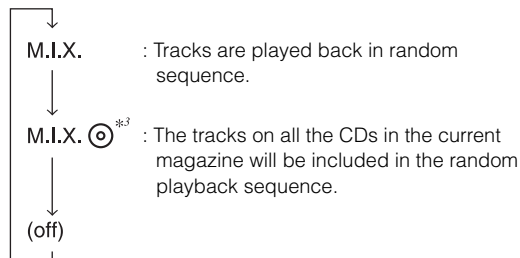 M.I.X. : Tracks are played back in random
sequence.
M.I.X. *3 : The tracks on all the CDs in the current
magazine will be included in the random
playback sequence.
(off)